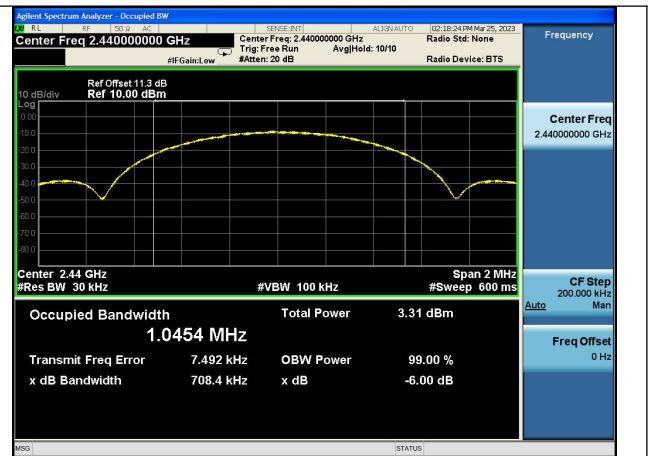 Agilent Spectrum Analyzer - Occupied BW
RL RF 50 Ω AC SENSE:INT ALIGNAUTO 02:18:24 PM Mar 25, 2023
Center Freq 2.440000000 GHz Center Freq: 2.440000000 GHz Radio Std: None Frequency
Trig: Free Run Avg|Hold: 10/10
#IFGain:Low #Atten: 20 dB Radio Device: BTS
Ref Offset 11.3 dB
10 dB/div Ref 10.00 dBm
Log
0.00
-10.0
-20.0
-30.0
-40.0
-50.0
-60.0
-70.0
-80.0
Center Freq
2.440000000 GHz
Center 2.44 GHz Span 2 MHz
#Res BW 30 kHz #VBW 100 kHz #Sweep 600 ms
CF Step
200.000 kHz
Auto Man
Occupied Bandwidth Total Power 3.31 dBm
1.0454 MHz
Transmit Freq Error 7.492 kHz OBW Power 99.00 %
x dB Bandwidth 708.4 kHz x dB -6.00 dB
Freq Offset
0 Hz
MSG STATUS